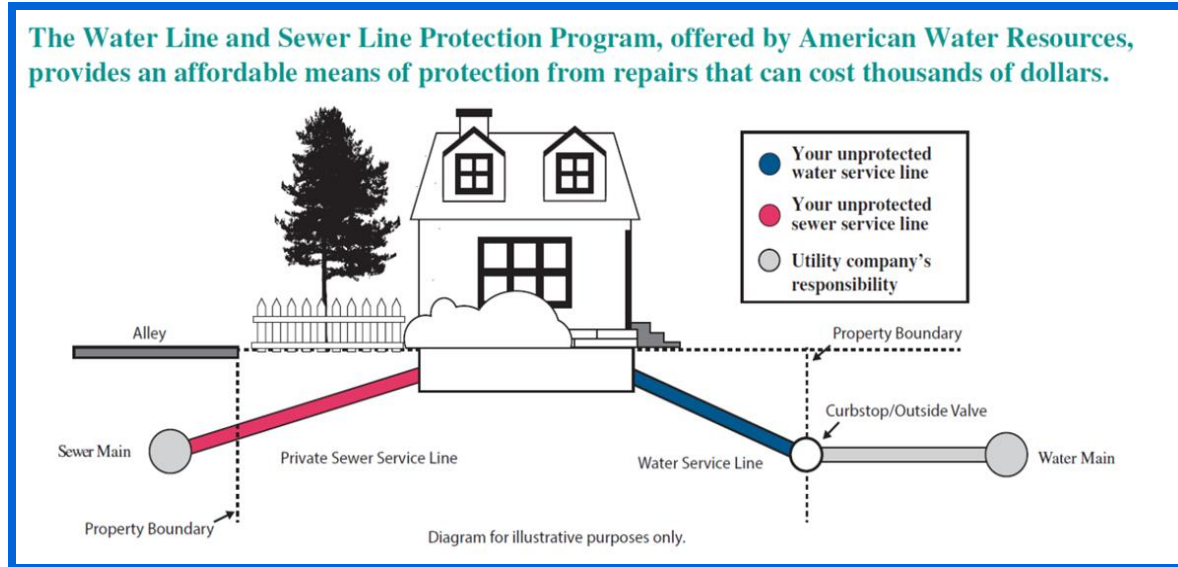 The Water Line and Sewer Line Protection Program, offered by American Water Resources,
provides an affordable means of protection from repairs that can cost thousands of dollars.
Your unprotected
water service line
Your unprotected
sewer service line
Utility company's
responsibility
Alley
Property Boundary
Curbstop/Outside Valve
Sewer Main
Private Sewer Service Line
Water Service Line
Water Main
Property Boundary
Diagram for illustrative purposes only.